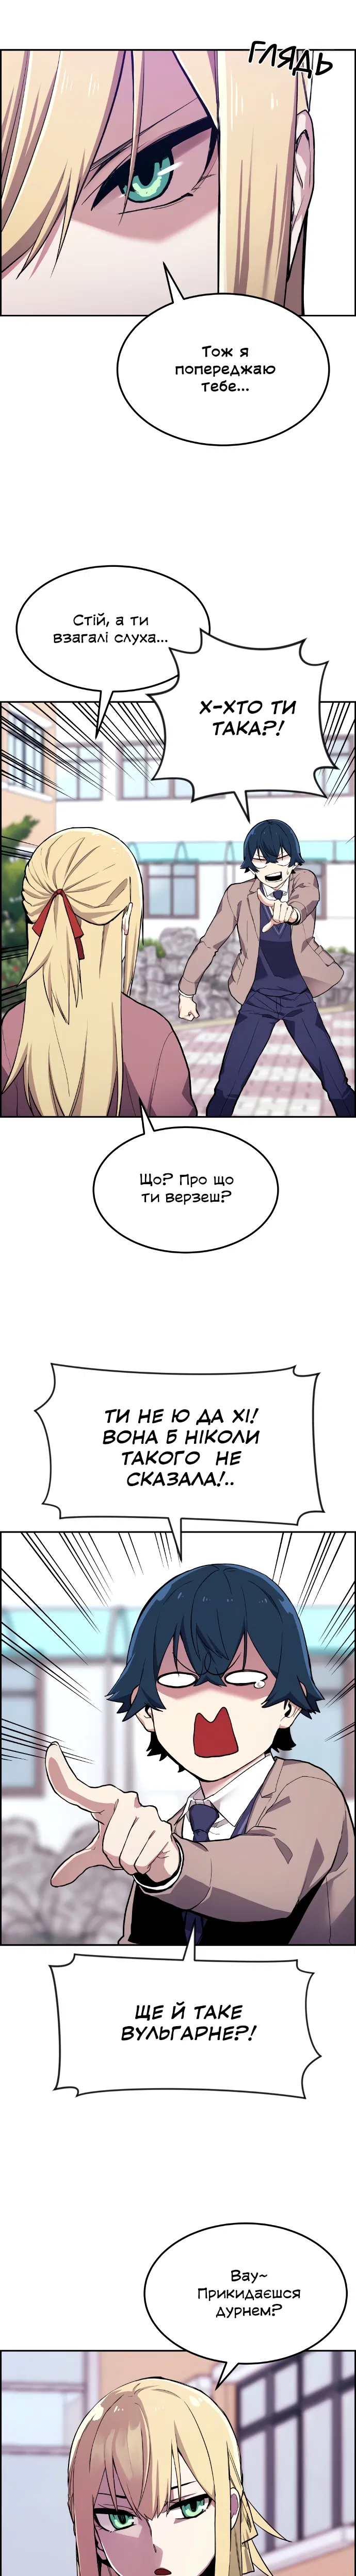 ГЛЯДЬ
Тож я
попереджаю
тебе...
Стій, а ти
взагалі слуха...
Х-ХТО ТИ
ТАКА?!
Що? Про що
ти верзеш?
ТИ НЕ Ю ДА ХІ!
ВОНА Б НІКОЛИ
ТАКОГО НЕ
СКАЗАЛА!..
ЩЕ Й ТАКЕ
ВУЛЬГАРНЕ?!
Вау~
Прикидаєшся
дурнем?